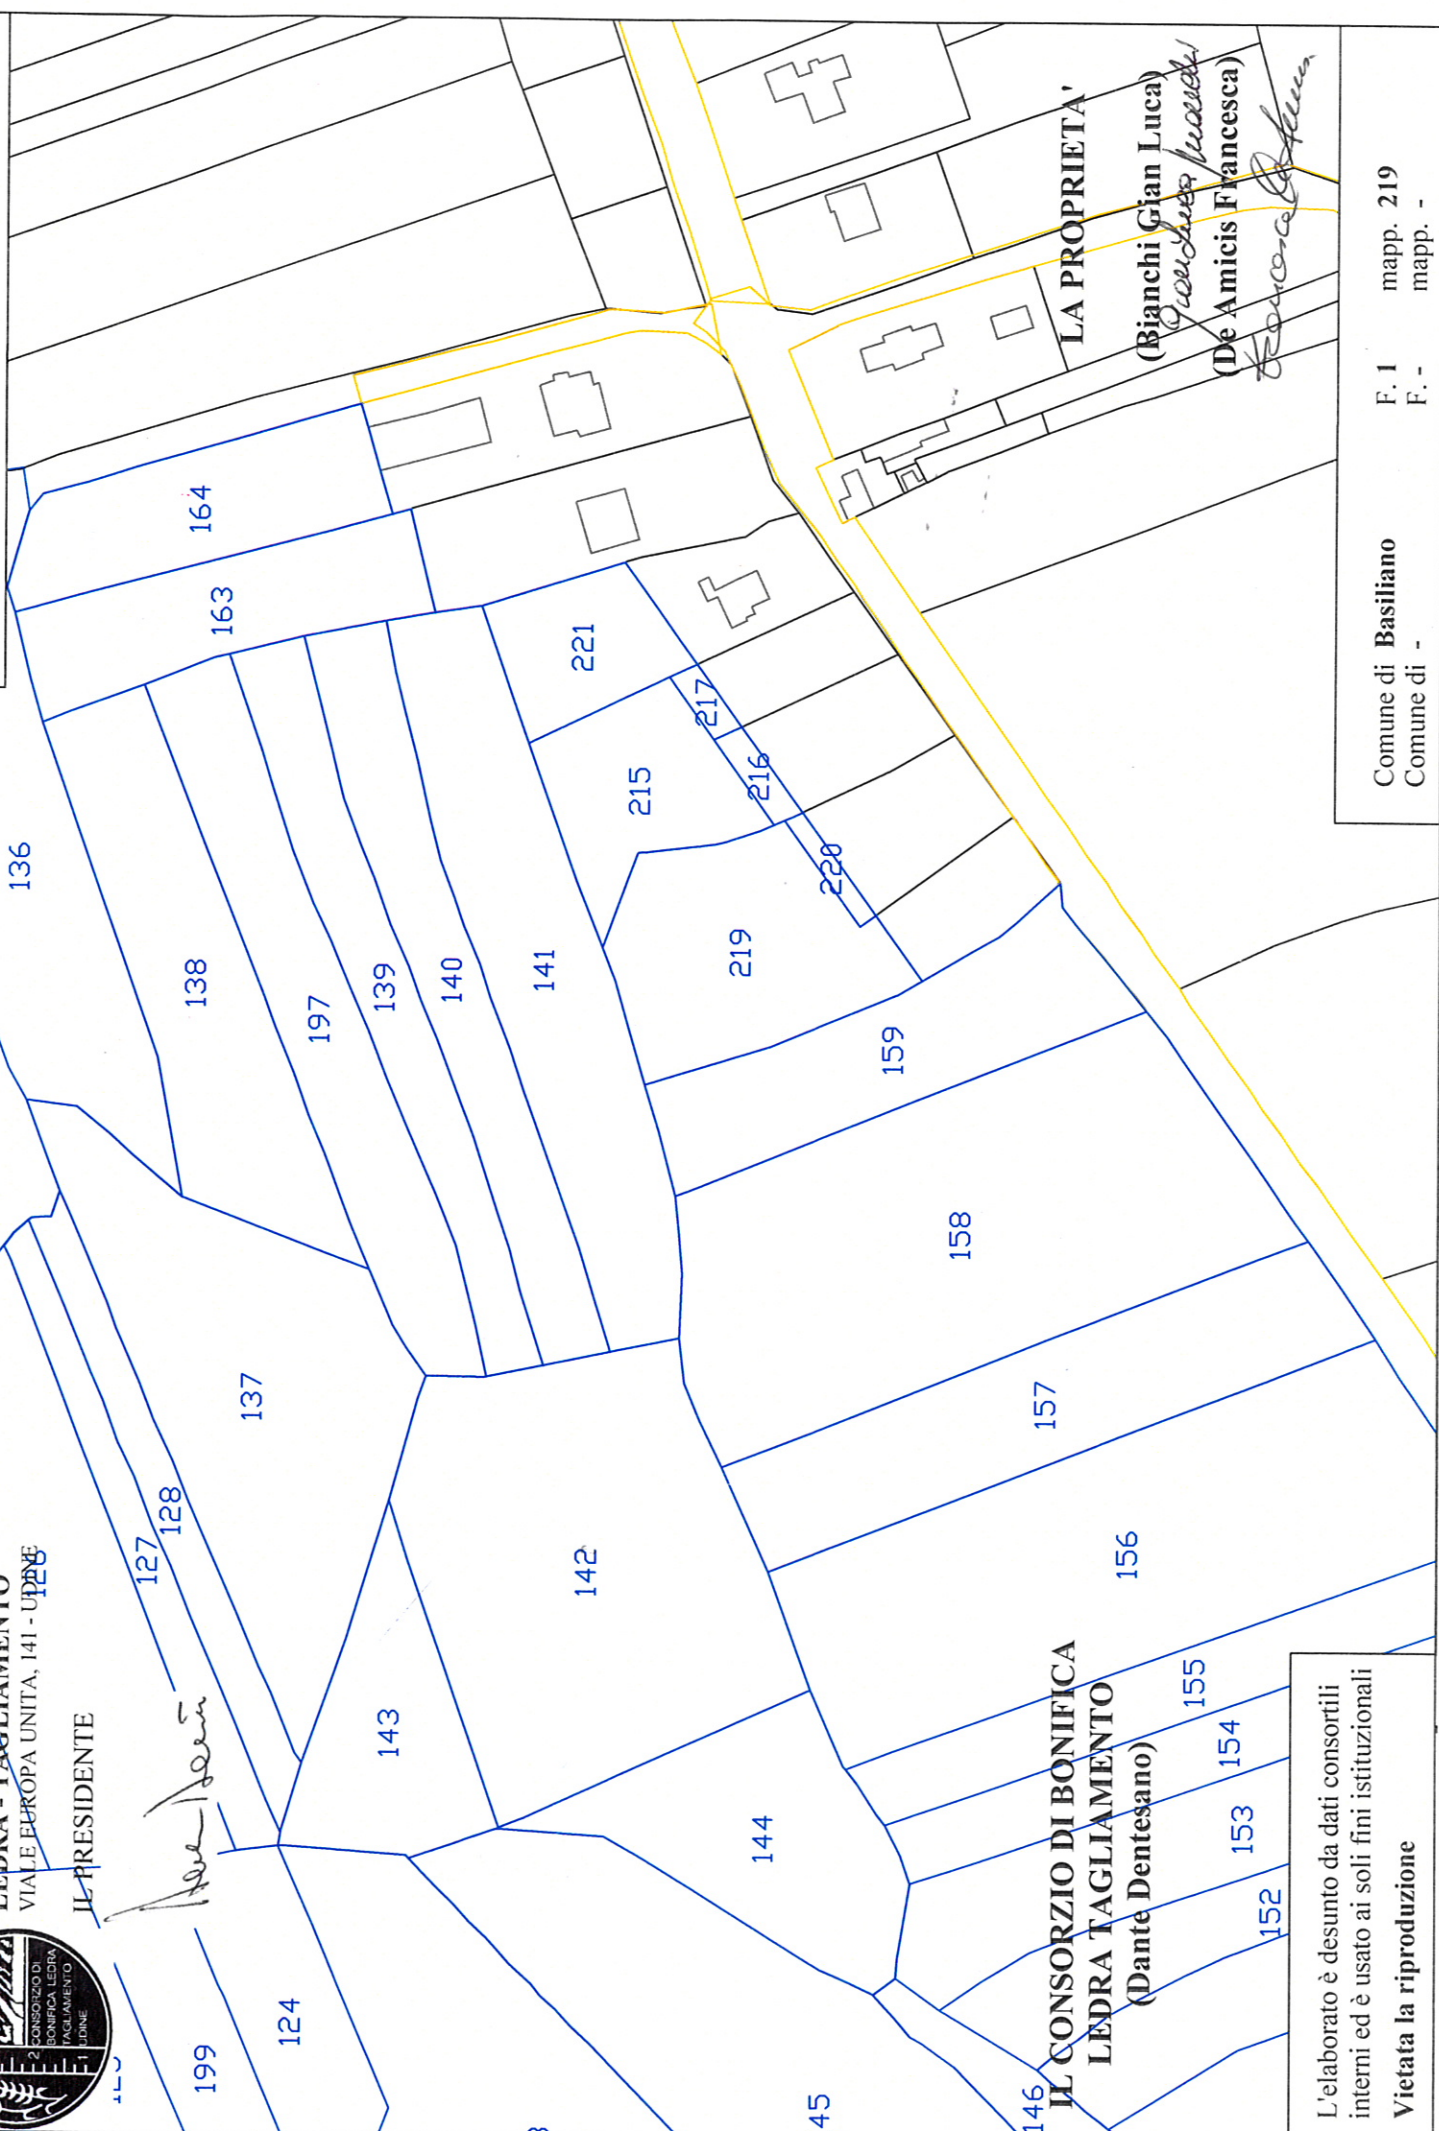 LEDRA - TAGLIAMENTO
VIALE EUROPA UNITA, 141 - UDINE
IL PRESIDENTE
CONSORZIO DI
BONIFICA LEDRA
TAGLIAMENTO
UDINE
2
1
126
127
128
137
199
124
143
142
144
136
138
197
139
140
141
163
164
221
215
217
216
220
219
159
158
157
156
155
154
153
152
146
45
IL CONSORZIO DI BONIFICA
LEDRA TAGLIAMENTO
(Dante Dentesano)
LA PROPRIETA'
(Bianchi Gian Luca)
(De Amicis Francesca)
L'elaborato è desunto da dati consortili
interni ed è usato ai soli fini istituzionali
Vietata la riproduzione
Comune di Basiliano F. 1 mapp. 219
Comune di - F. - mapp. -